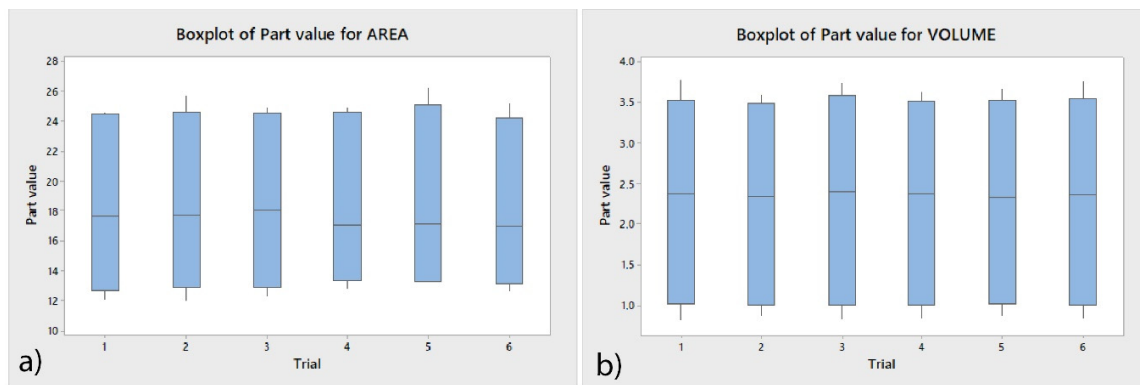 Boxplot of Part value for AREA
28
26
24
22
20
18
16
14
12
10
Part value
1 2 3 4 5 6
Trial
a)
Boxplot of Part value for VOLUME
4.0
3.5
3.0
2.5
2.0
1.5
1.0
Part value
1 2 3 4 5 6
Trial
b)